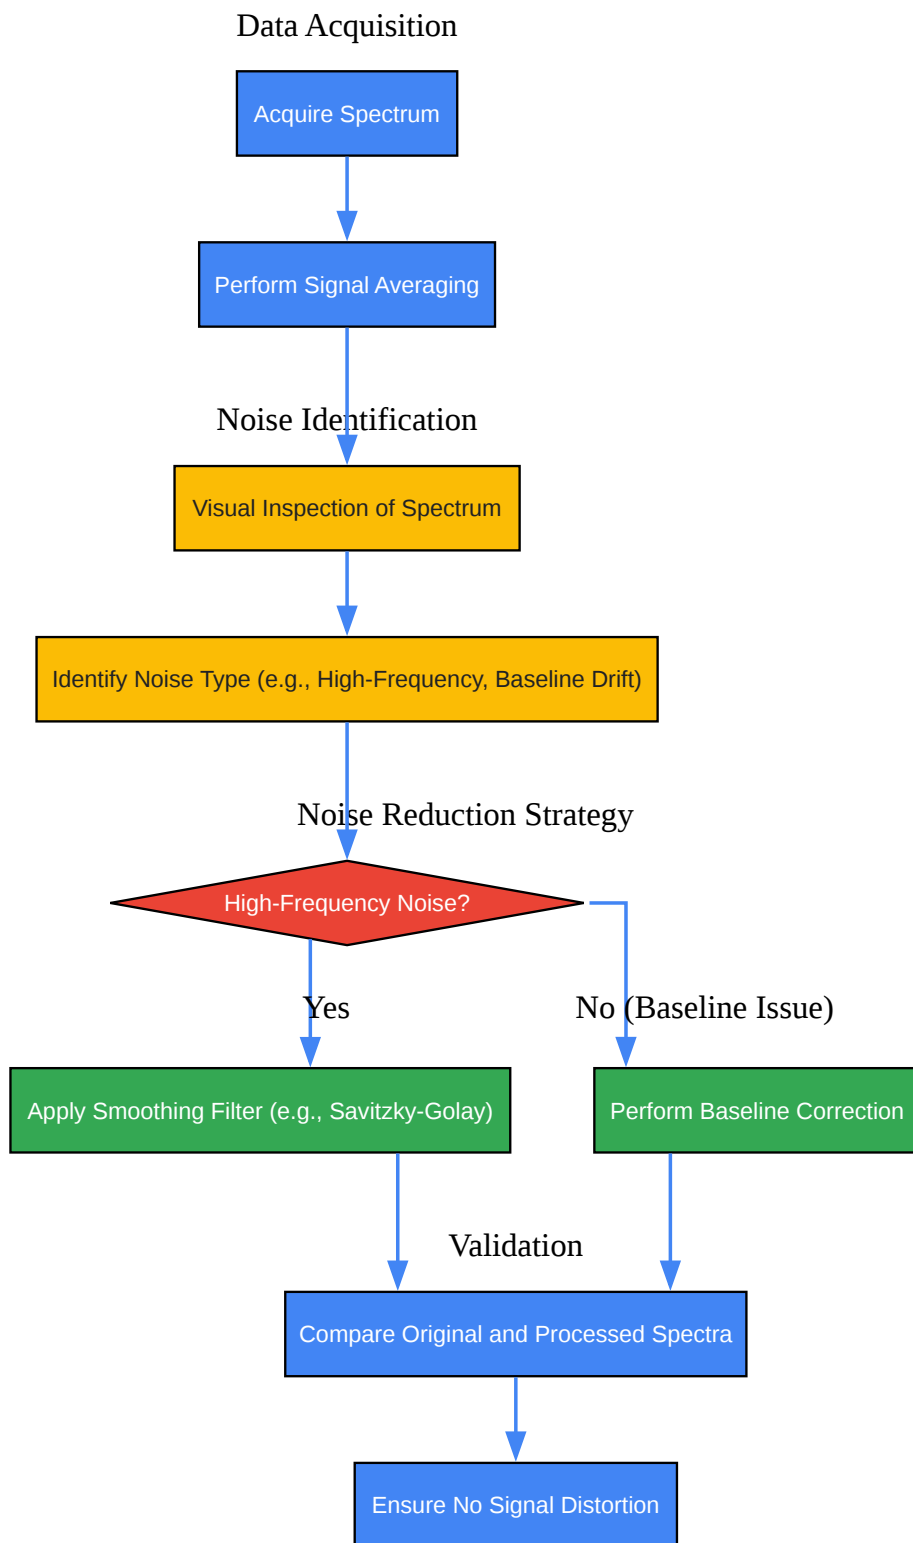 Data Acquisition
Acquire Spectrum
Perform Signal Averaging
Noise Identification
Visual Inspection of Spectrum
Identify Noise Type (e.g., High-Frequency, Baseline Drift)
Noise Reduction Strategy
High-Frequency Noise?
Yes
No (Baseline Issue)
Apply Smoothing Filter (e.g., Savitzky-Golay)
Perform Baseline Correction
Validation
Compare Original and Processed Spectra
Ensure No Signal Distortion